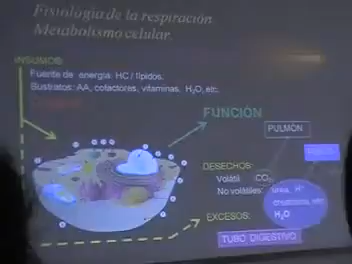 Fisiología de la respiración
Metabolismo celular.
INSUMOS:
Fuente de energía: HC / lípidos.
Sustratos: AA, cofactores, vitaminas, H₂O, etc.
FUNCIÓN
PULMÓN
DESECHOS:
Volátil CO₂
No volátiles: urea, H⁺
creatinina, etc
EXCESOS: H₂O
TUBO DIGESTIVO